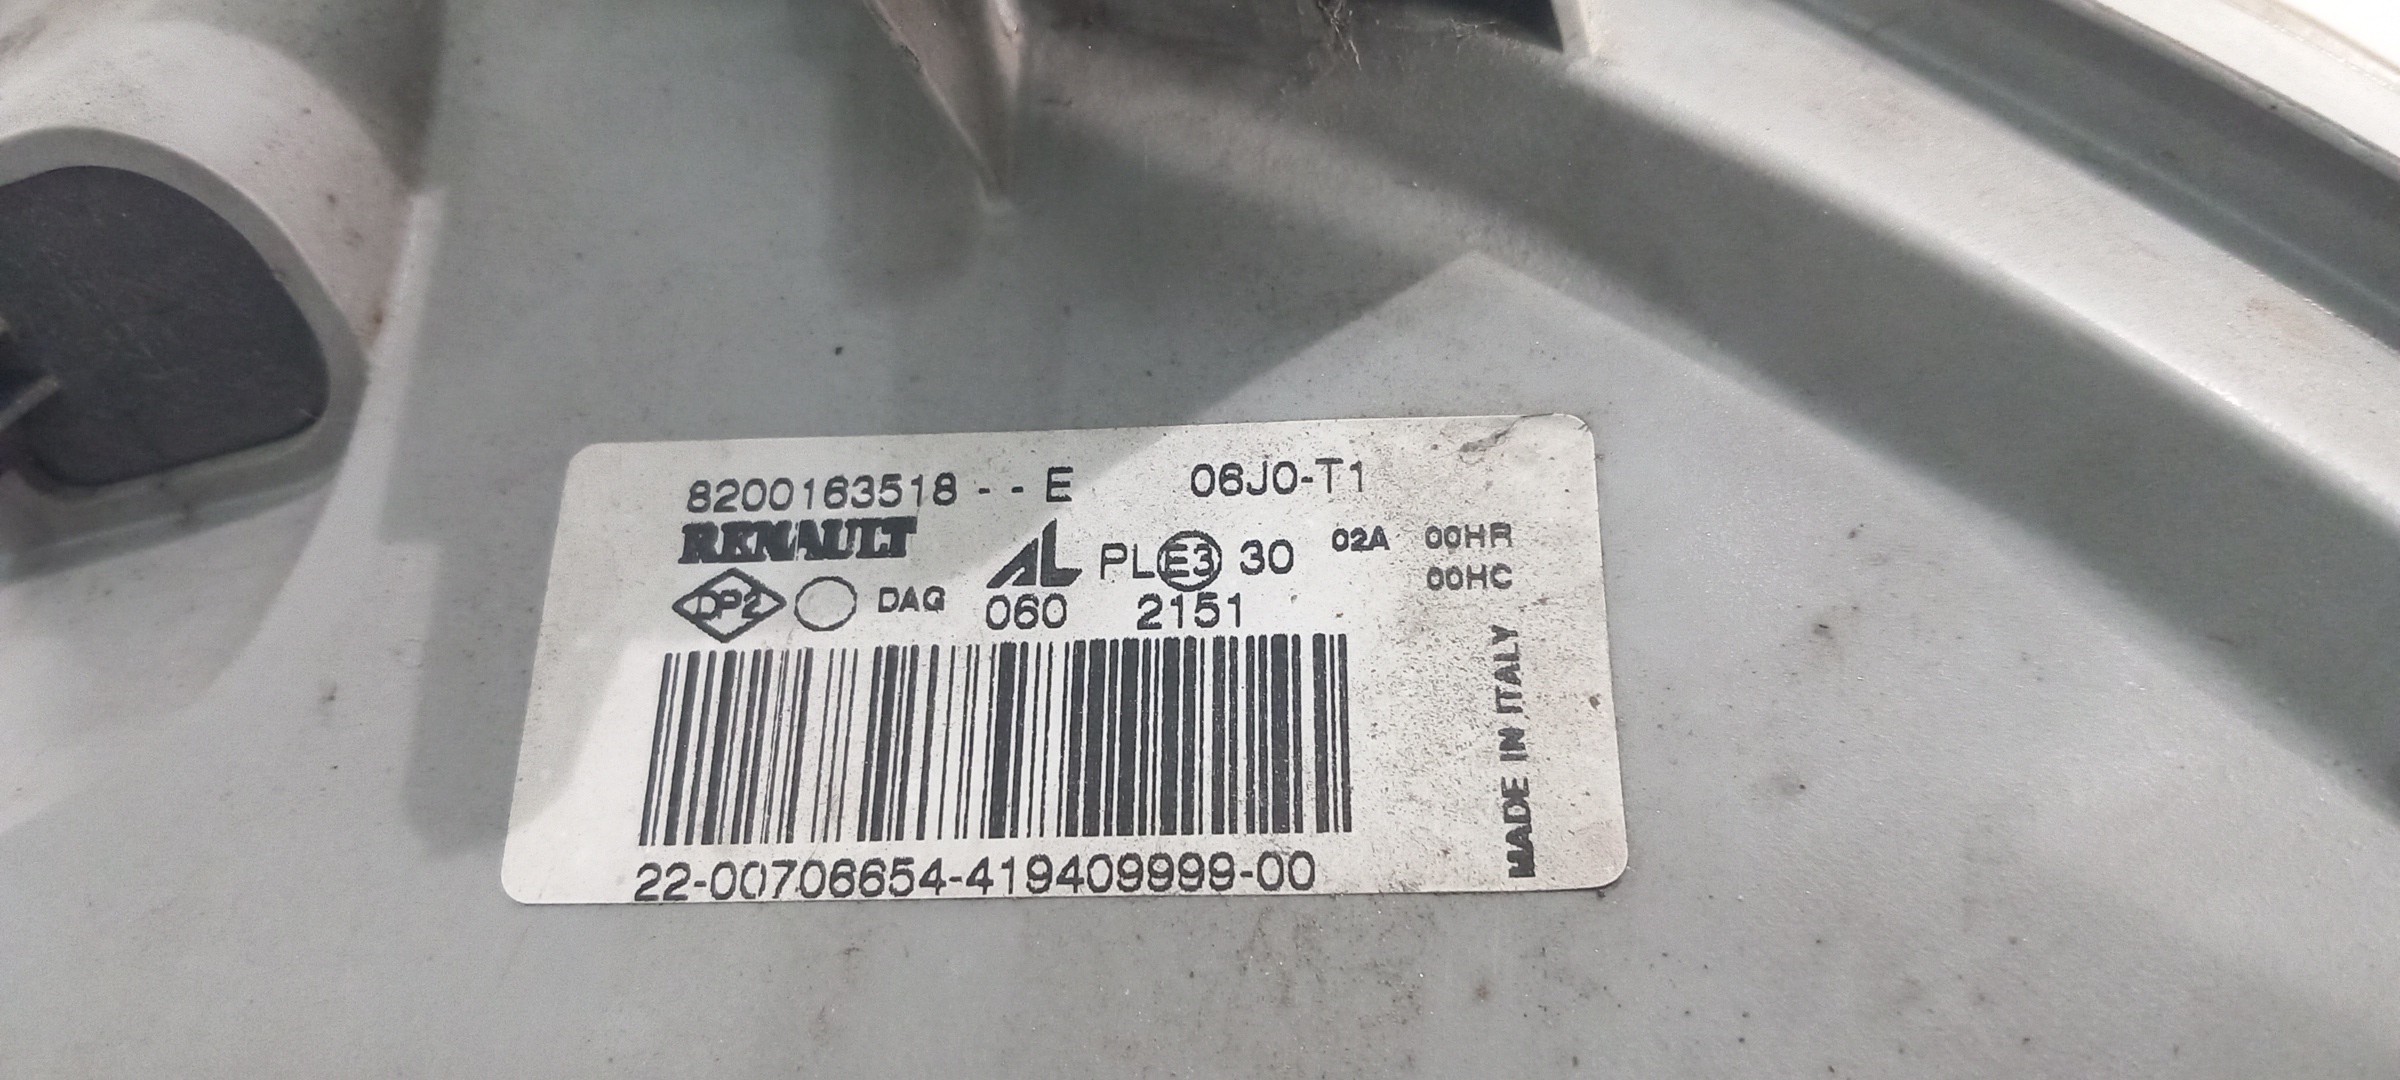 8200163518 - - E 06J0-T1
RENAULT AL PL E3 30 02A 00HR
00HC
DP2 DAG 060 2151
22-00706654-419409999-00
MADE IN ITALY